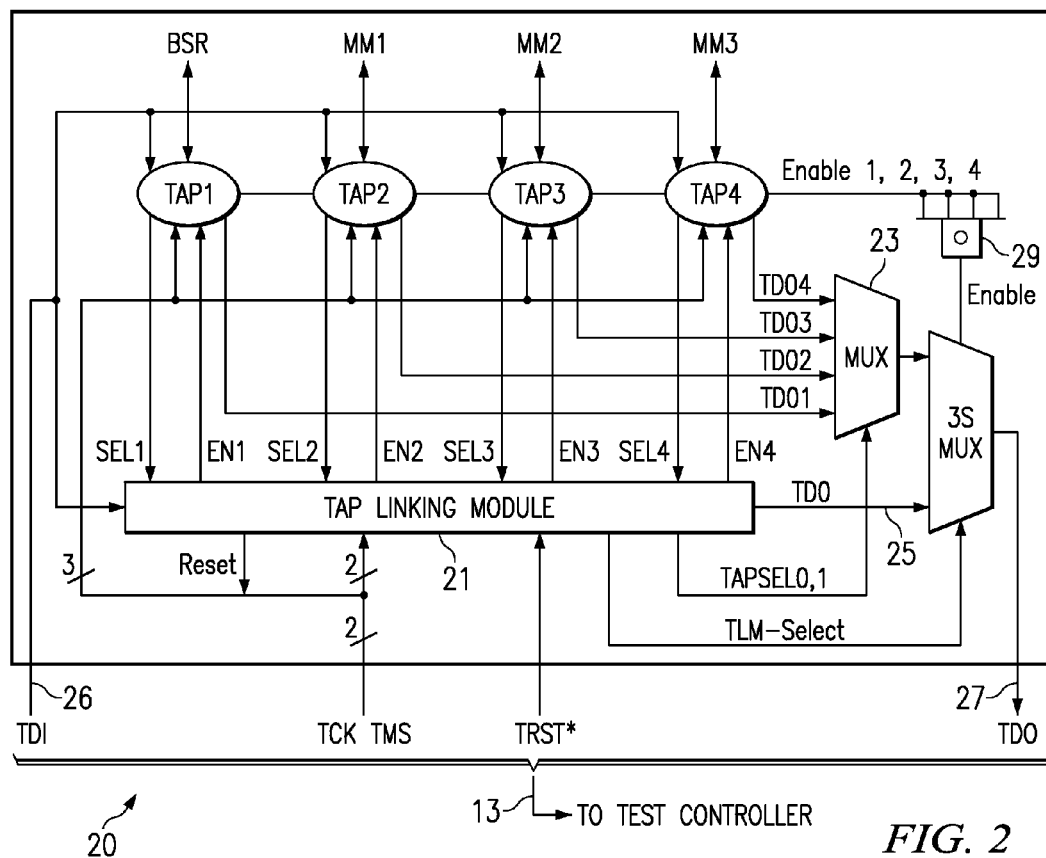 BSR MM1 MM2 MM3
TAP1 TAP2 TAP3 TAP4
Enable 1, 2, 3, 4
29
Enable
23
TDO4
TDO3
TDO2
TDO1
MUX
3S
MUX
SEL1 EN1 SEL2 EN2 SEL3 EN3 SEL4 EN4
TAP LINKING MODULE
TDO
25
21
3
Reset
2
2
TAPSEL0,1
TLM-Select
26
27
TDI
TCK TMS
TRST*
TDO
13
TO TEST CONTROLLER
20
FIG. 2